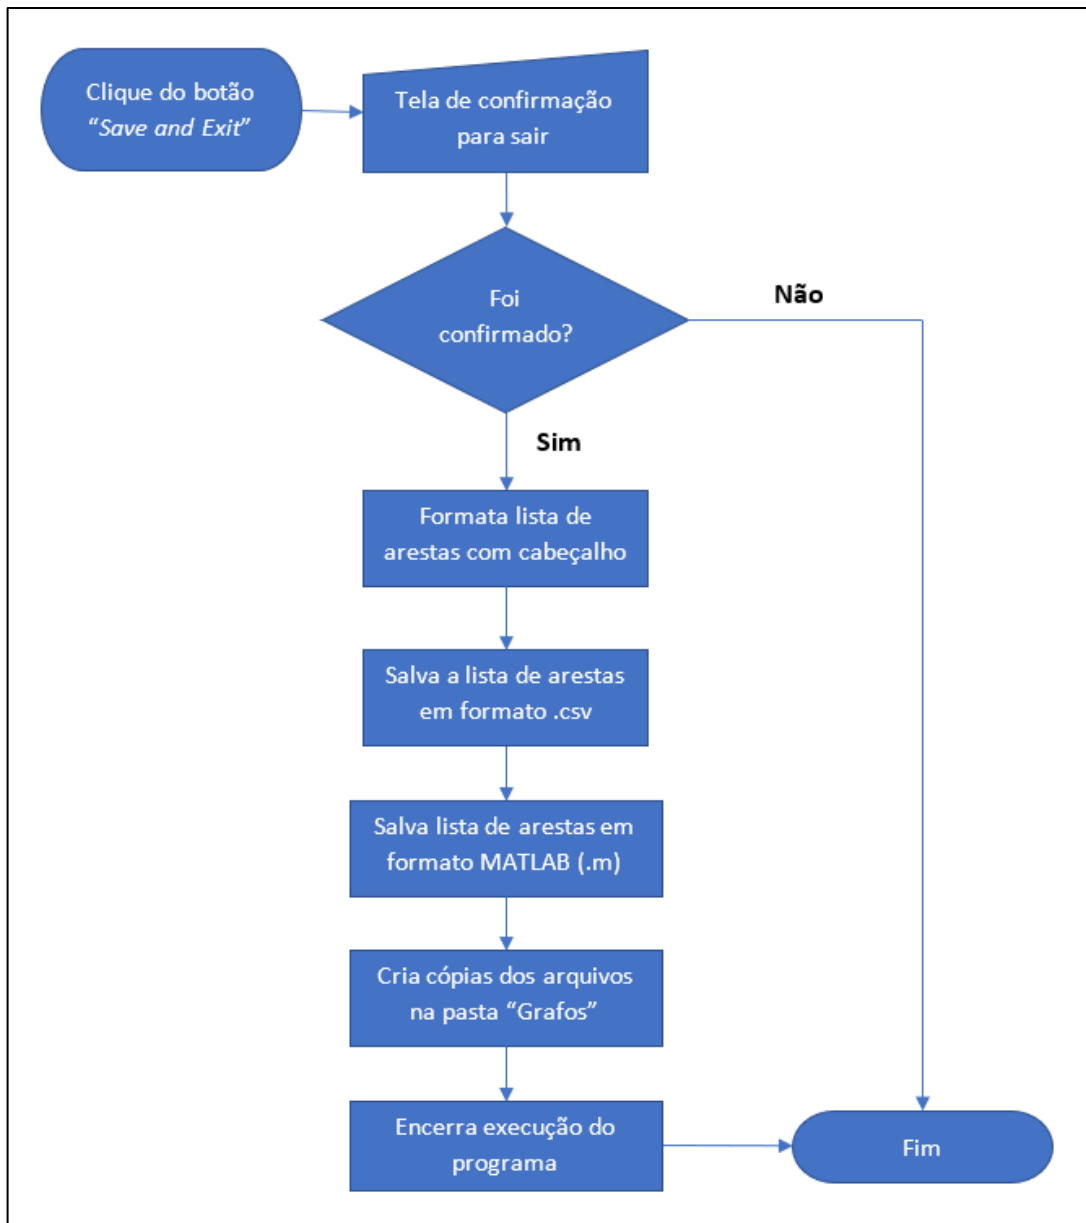 Clique do botão
“Save and Exit”
Tela de confirmação
para sair
Foi
confirmado?
Não
Sim
Formata lista de
arestas com cabeçalho
Salva a lista de arestas
em formato .csv
Salva lista de arestas em
formato MATLAB (.m)
Cria cópias dos arquivos
na pasta “Grafos”
Encerra execução do
programa
Fim